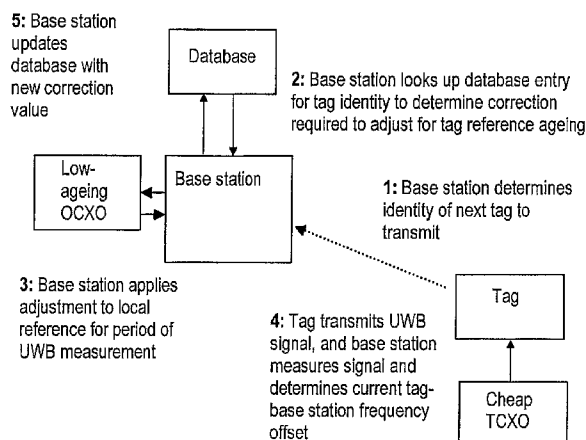 5: Base station
updates
database with
new correction
value
Database
2: Base station looks up database entry
for tag identity to determine correction
required to adjust for tag reference ageing
Low-
ageing
OCXO
Base station
1: Base station determines
identity of next tag to
transmit
3: Base station applies
adjustment to local
reference for period of
UWB measurement
4: Tag transmits UWB
signal, and base station
measures signal and
determines current tag-
base station frequency
offset
Tag
Cheap
TCXO